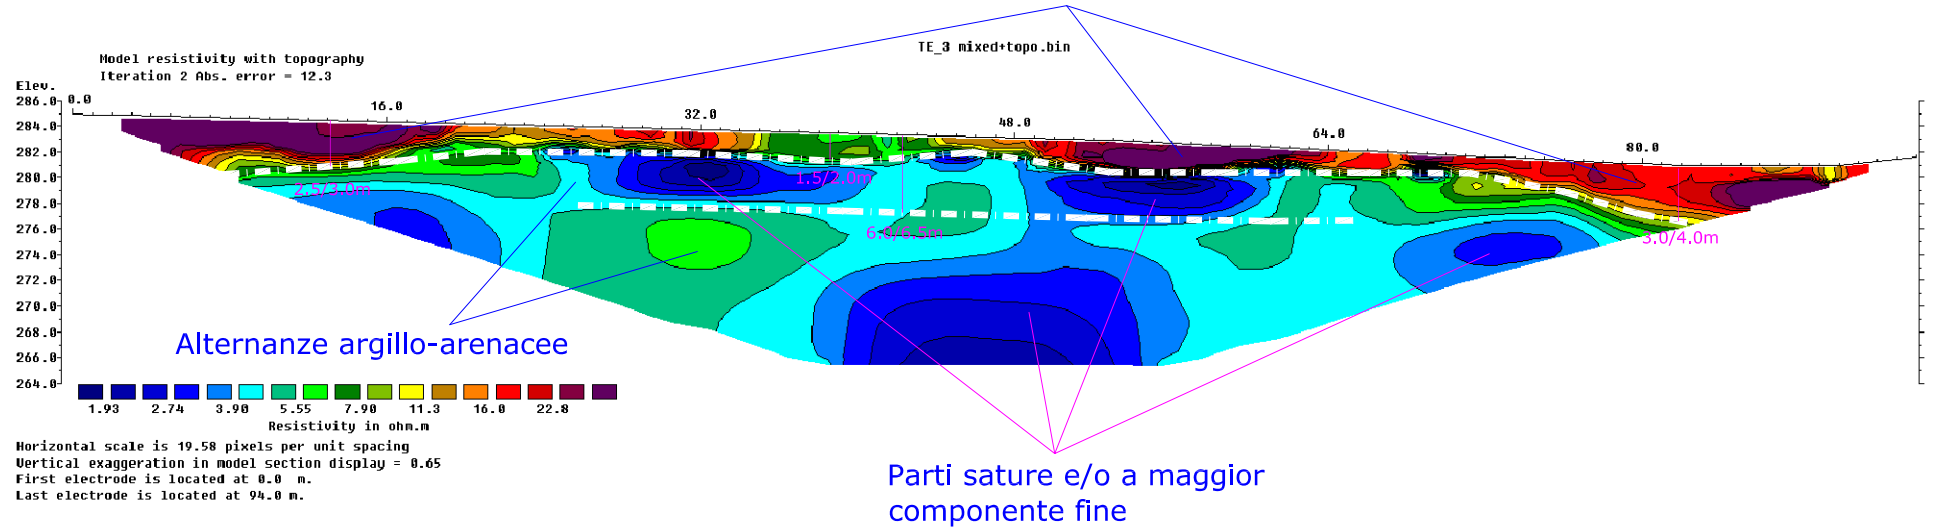 TE_3 mixed+topo.bin
Model resistivity with topography
Iteration 2 Abs. error = 12.3
Elev.
286.0
284.0
282.0
280.0
278.0
276.0
274.0
272.0
270.0
268.0
266.0
264.0
0.0
16.0
32.0
48.0
64.0
80.0
2.5/3.0m
1.5/2.0m
6.0/6.5m
3.0/4.0m
Alternanze argillo-arenacee
1.93 2.74 3.90 5.55 7.90 11.3 16.0 22.8
Resistivity in ohm.m
Horizontal scale is 19.58 pixels per unit spacing
Vertical exaggeration in model section display = 0.65
First electrode is located at 0.0 m.
Last electrode is located at 94.0 m.
Parti sature e/o a maggior
componente fine